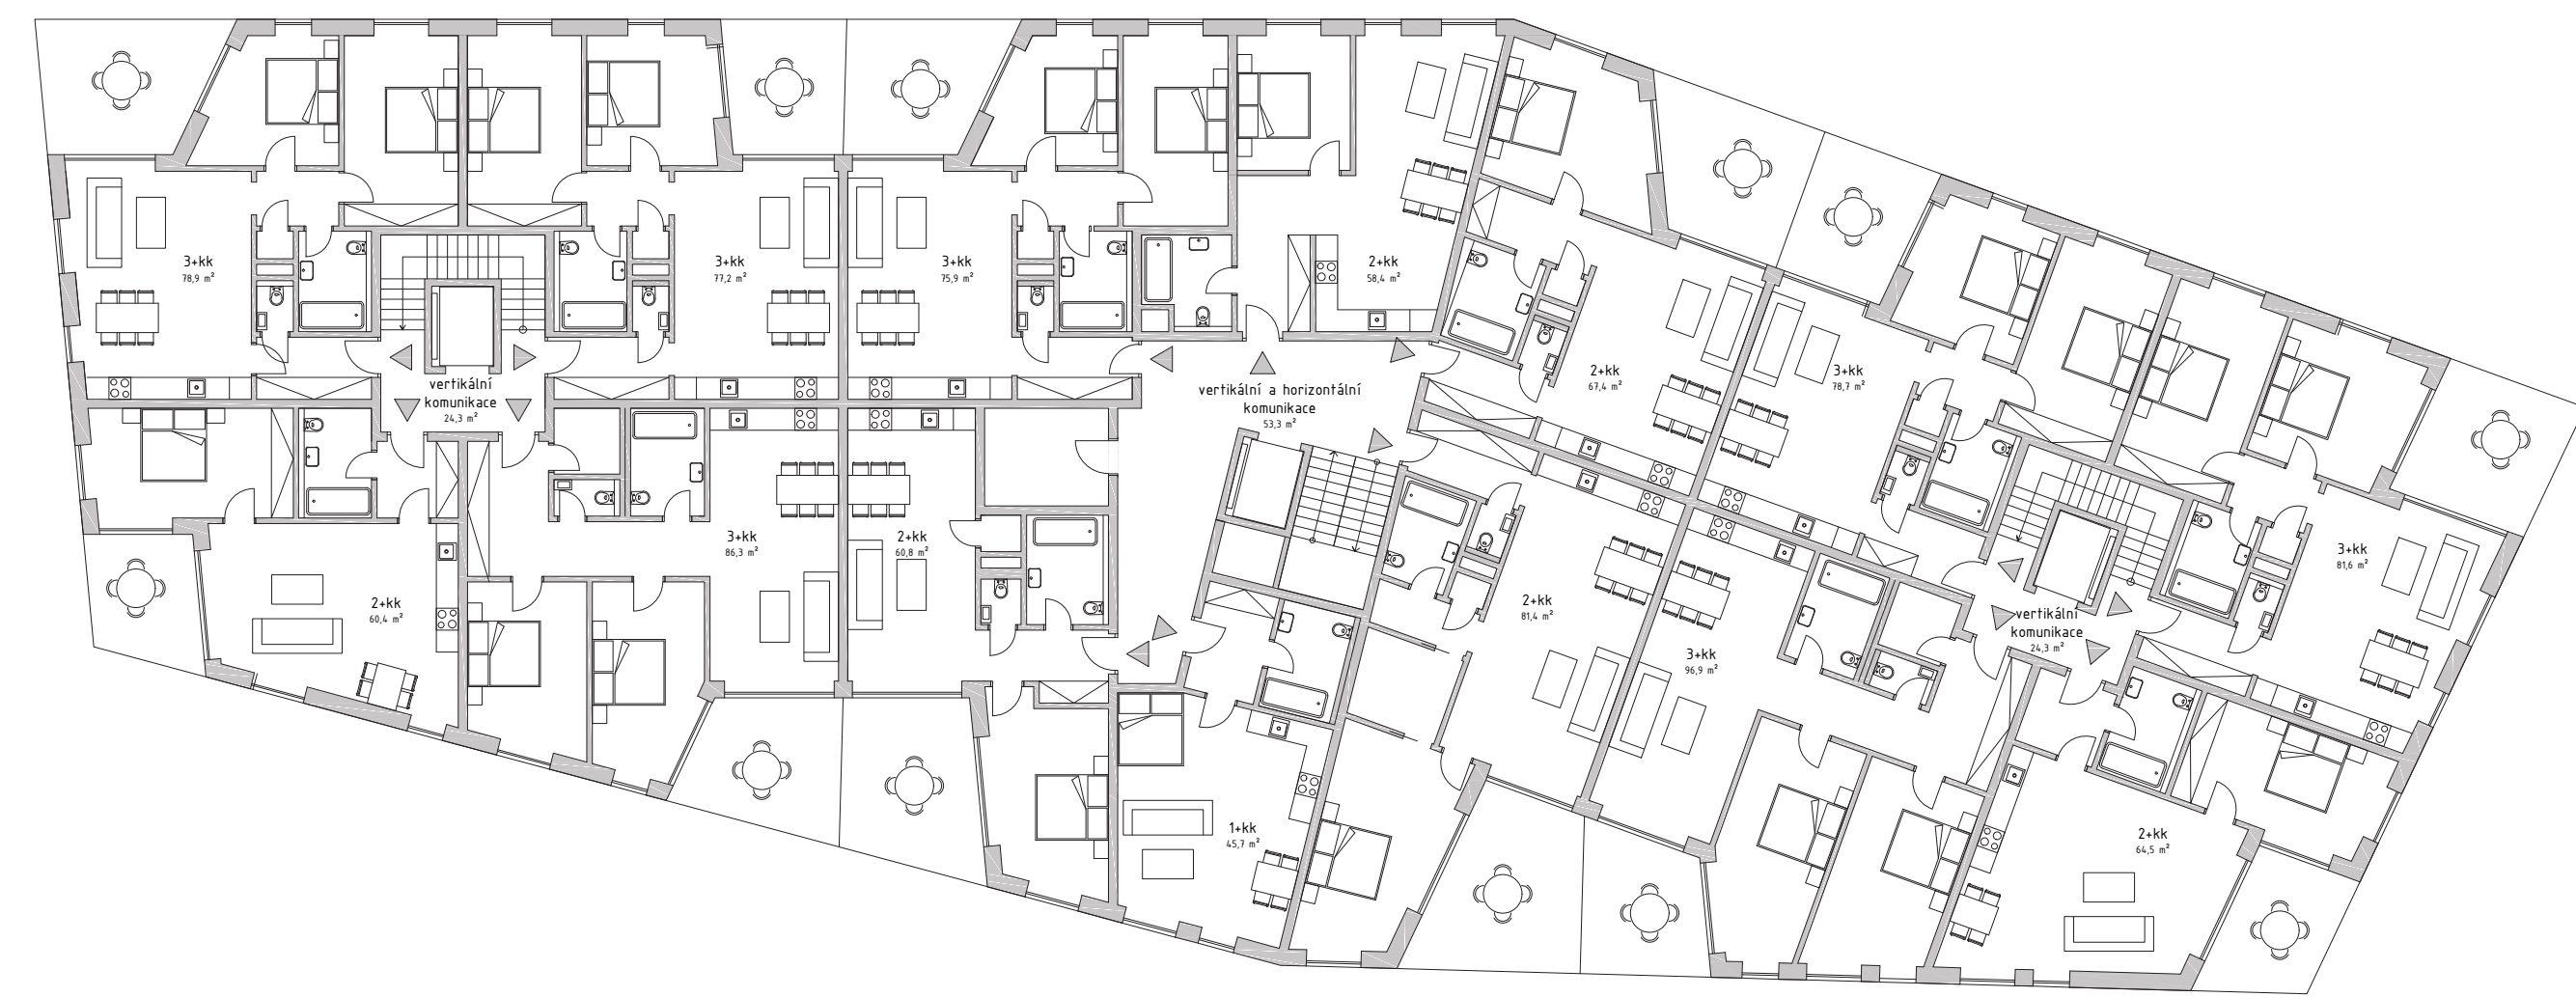 3+kk
78,9 m²
3+kk
77,2 m²
3+kk
75,9 m²
2+kk
58,4 m²
2+kk
67,4 m²
3+kk
78,7 m²
vertikální
komunikace
24,3 m²
vertikální a horizontální
komunikace
53,3 m²
3+kk
86,3 m²
2+kk
60,8 m²
3+kk
81,6 m²
2+kk
60,4 m²
2+kk
81,4 m²
3+kk
96,9 m²
vertikální
komunikace
24,3 m²
1+kk
45,7 m²
2+kk
64,5 m²